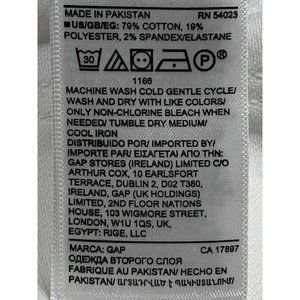 MADE IN PAKISTAN RN 54023
■ US/GB/EG: 79% COTTON, 19%
POLYESTER, 2% SPANDEX/ELASTANE
30
1166
MACHINE WASH COLD GENTLE CYCLE/
WASH AND DRY WITH LIKE COLORS/
ONLY NON-CHLORINE BLEACH WHEN
NEEDED/ TUMBLE DRY MEDIUM/
COOL IRON
DISTRIBUIDO POR/ IMPORTED BY/
IMPORTE PAR/ ΕΙΣΑΓΕΤΑΙ ΑΠΟ ΤΗΝ:
GAP STORES (IRELAND) LIMITED C/O
ARTHUR COX, 10 EARLSFORT
TERRACE, DUBLIN 2, D02 T380,
IRELAND, GAP (UK HOLDINGS)
LIMITED, 2ND FLOOR NATIONS
HOUSE, 103 WIGMORE STREET,
LONDON, W1U 1QS, UK
EGYPT: RIGE, LLC
MARCA: GAP CA 17897
ОДЕЖДА ВТОРОГО СЛОЯ
FABRIQUE AU PAKISTAN/ HECHO EN
PAKISTAN/ ԱՐՏԱԴՐՎԱԾ Է ՊԱԿԻՍՏԱՆՈՒՄ/